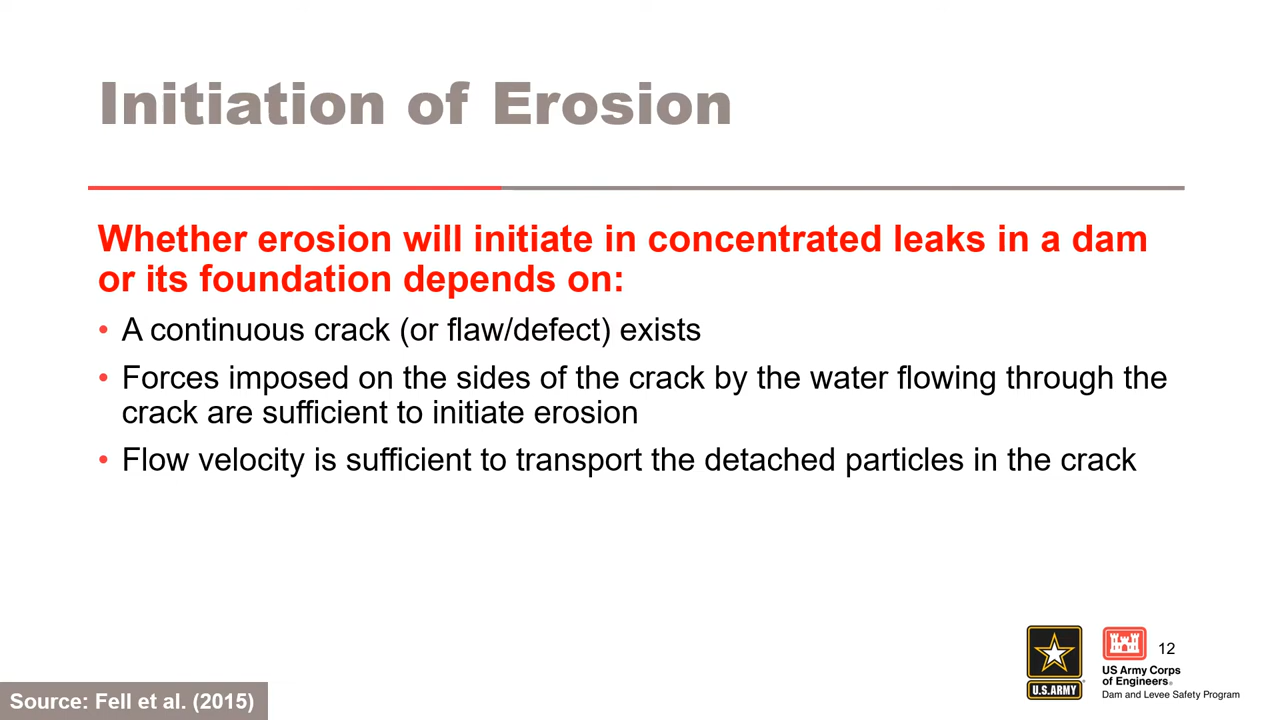 Initiation of Erosion
Whether erosion will initiate in concentrated leaks in a dam
or its foundation depends on:
• A continuous crack (or flaw/defect) exists
• Forces imposed on the sides of the crack by the water flowing through the
crack are sufficient to initiate erosion
• Flow velocity is sufficient to transport the detached particles in the crack
U.S.ARMY
US Army Corps
of Engineers®
Dam and Levee Safety Program
12
Source: Fell et al. (2015)